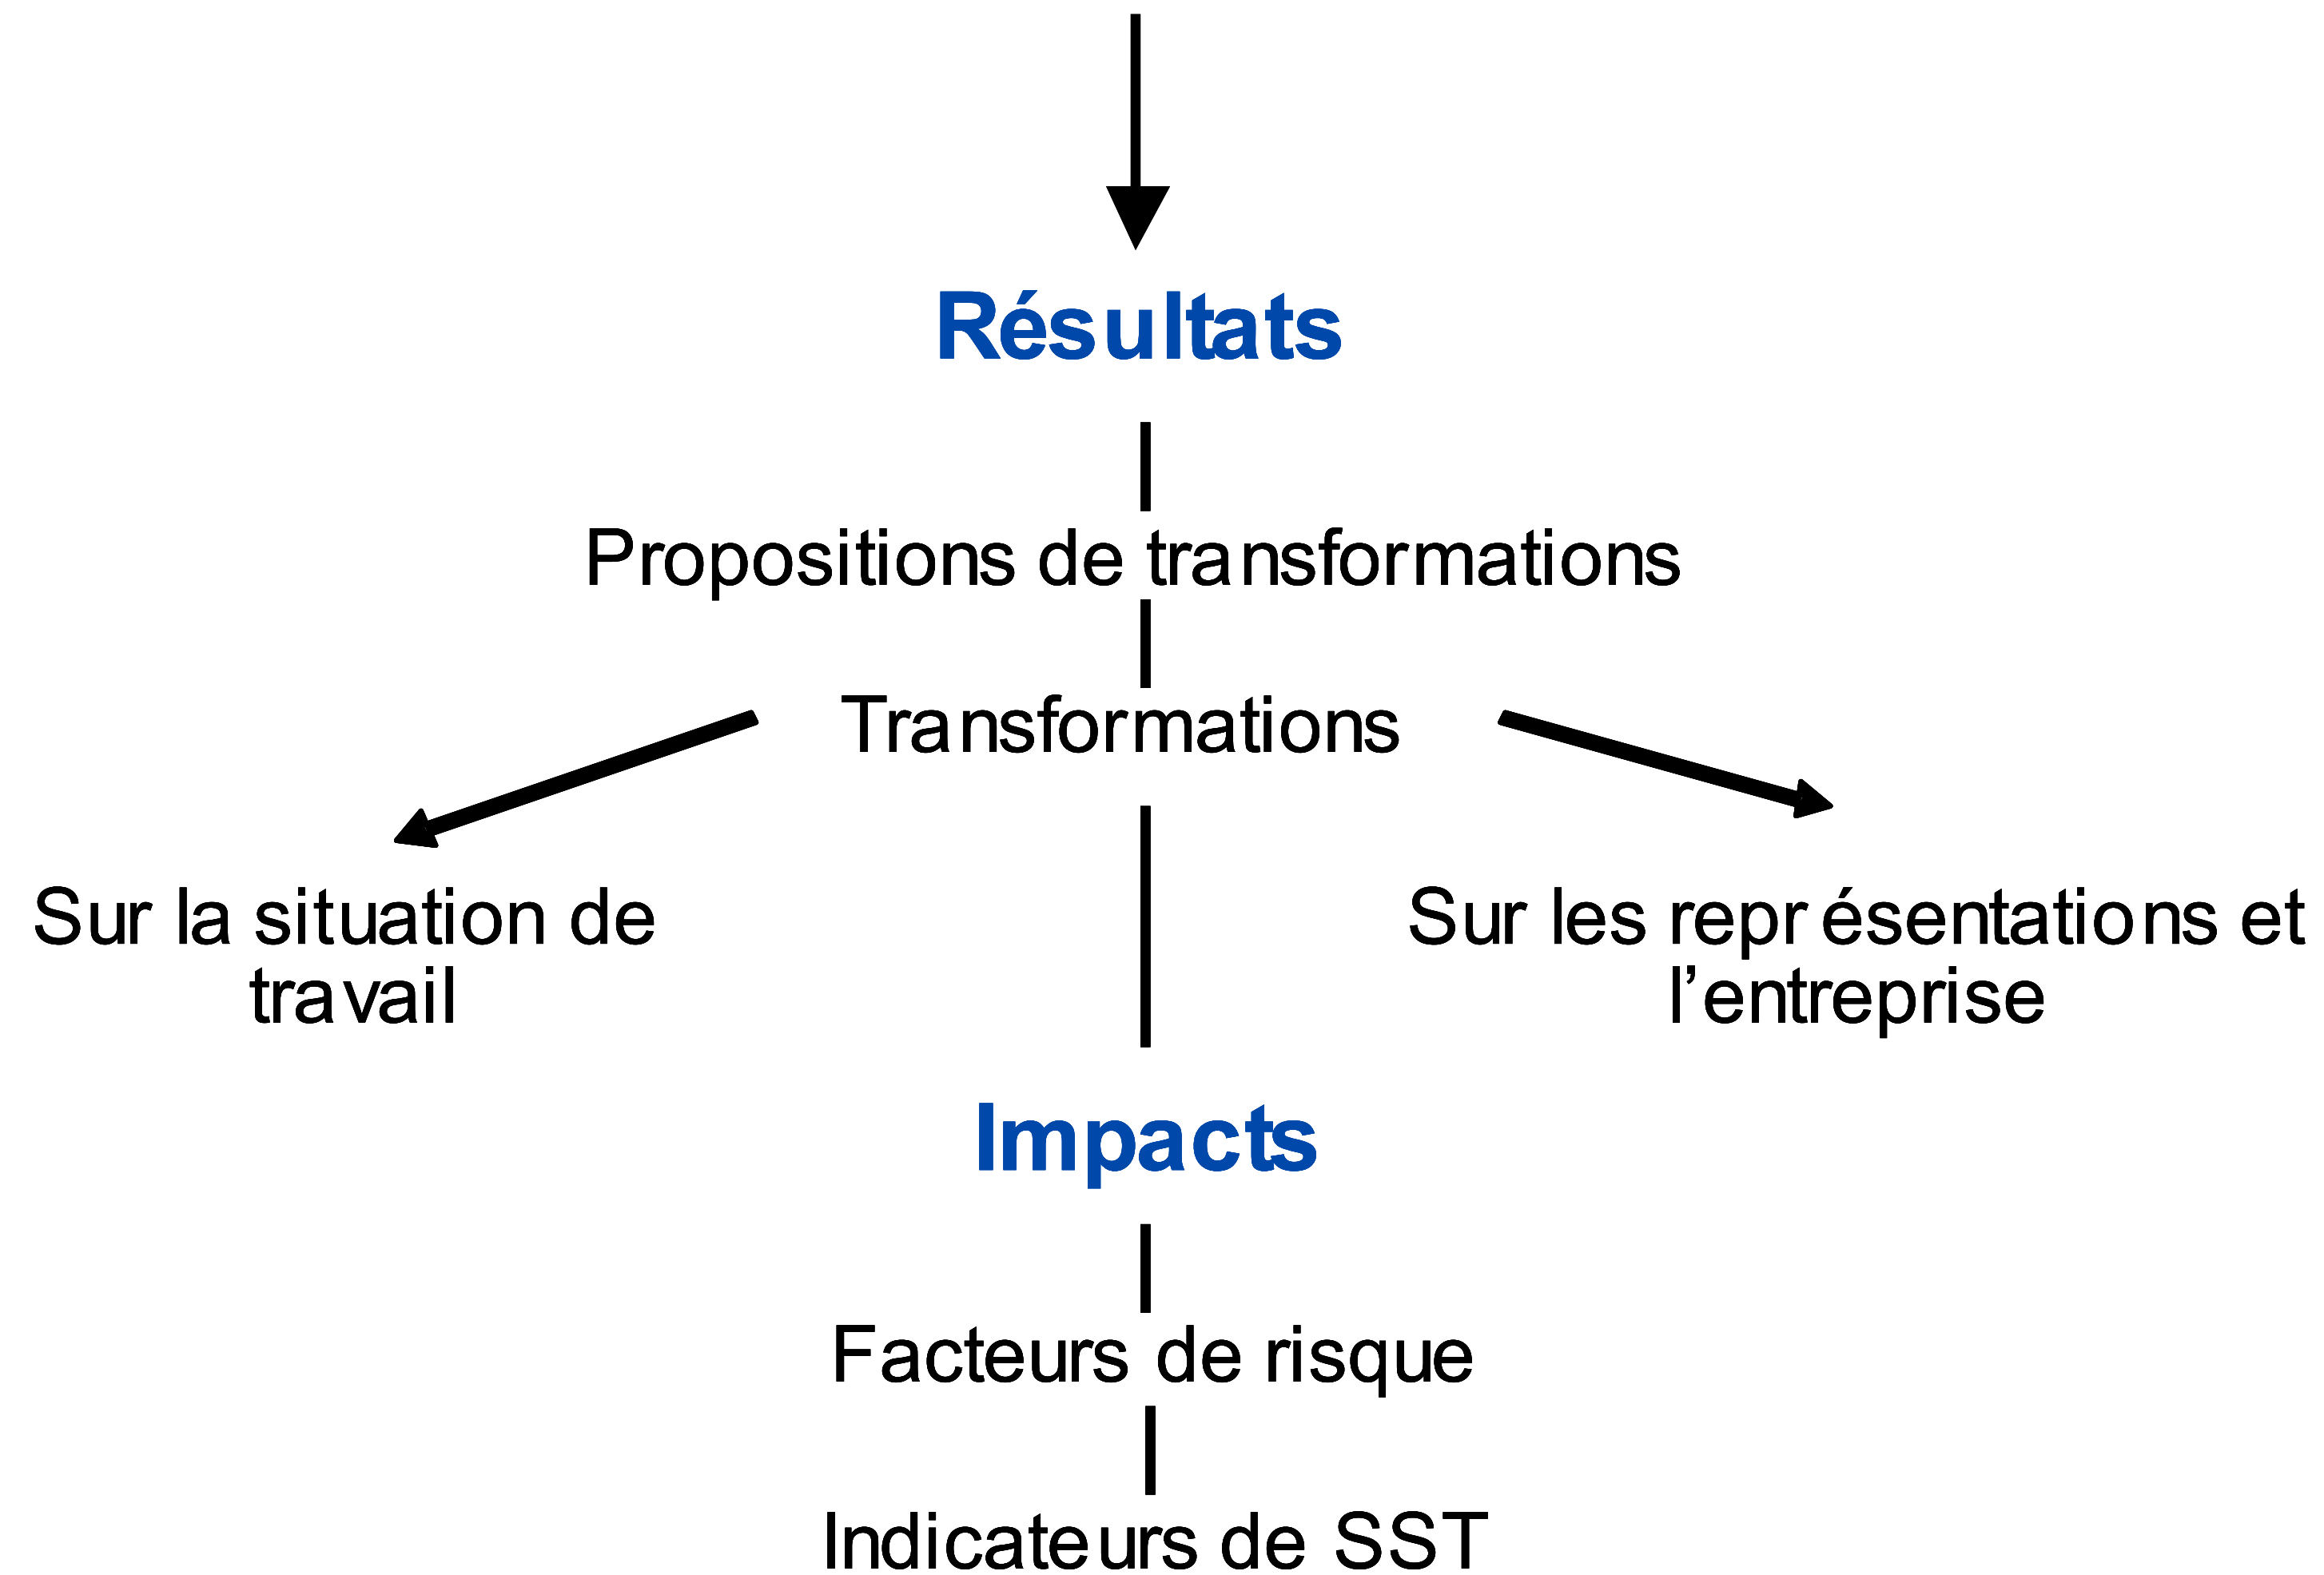 Résultats
Propositions de transformations
Transformations
Sur la situation de
travail
Sur les représentations et
l’entreprise
Impacts
Facteurs de risque
Indicateurs de SST